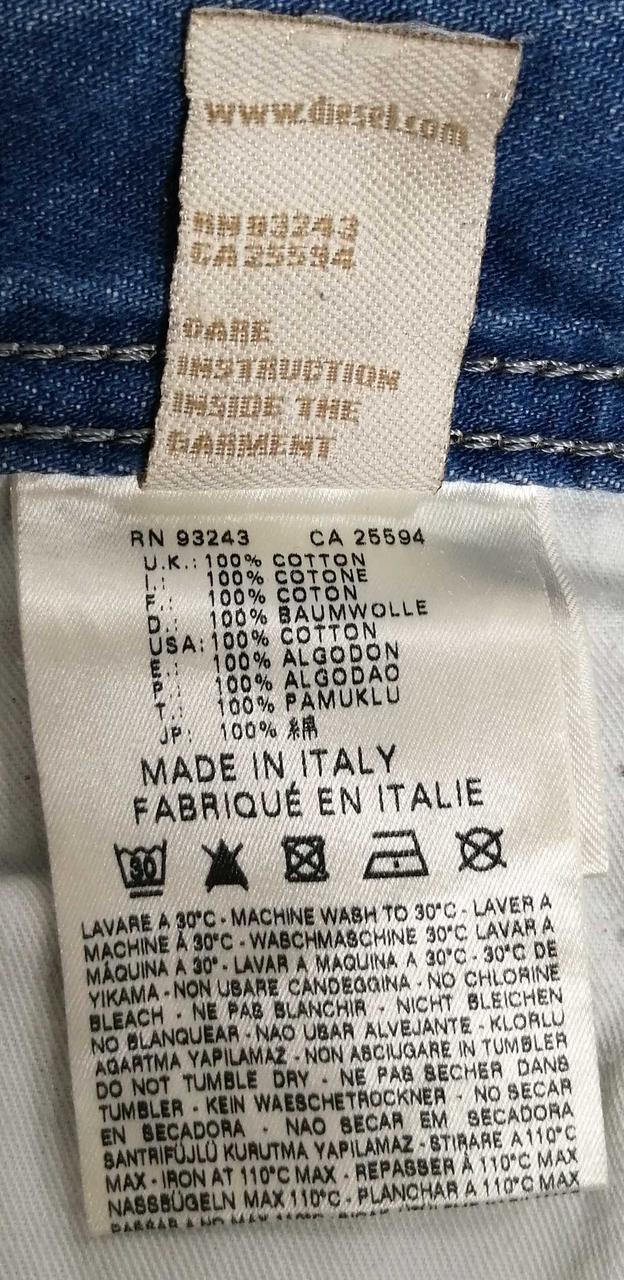 www.diesel.com
RN 93243
CA 25594
CARE
INSTRUCTION
INSIDE THE
GARMENT
RN 93243 CA 25594
U.K.: 100% COTTON
I.: 100% COTONE
F.: 100% COTON
D.: 100% BAUMWOLLE
USA: 100% COTTON
E.: 100% ALGODON
P.: 100% ALGODAO
T.: 100% PAMUKLU
JP: 100% 綿
MADE IN ITALY
FABRIQUÉ EN ITALIE
30
LAVARE A 30°C - MACHINE WASH TO 30°C - LAVER A
MACHINE À 30°C - WASCHMASCHINE 30°C LAVAR A
MÁQUINA A 30° - LAVAR A MAQUINA A 30°C - 30°C DE
YIKAMA - NON USARE CANDEGGINA - NO CHLORINE
BLEACH - NE PAS BLANCHIR - NICHT BLEICHEN
NO BLANQUEAR - NAO USAR ALVEJANTE - KLORLU
AGARTMA YAPILAMAZ - NON ASCIUGARE IN TUMBLER
DO NOT TUMBLE DRY - NE PAS SECHER DANS
TUMBLER - KEIN WAESCHETROCKNER - NO SECAR
EN SECADORA - NAO SECAR EM SECADORA
SANTRIFÜJLÜ KURUTMA YAPILAMAZ - STIRARE A 110°C
MAX - IRON AT 110°C MAX - REPASSER À 110°C MAX
NASSBÜGELN MAX 110°C - PLANCHAR A 110°C MAX